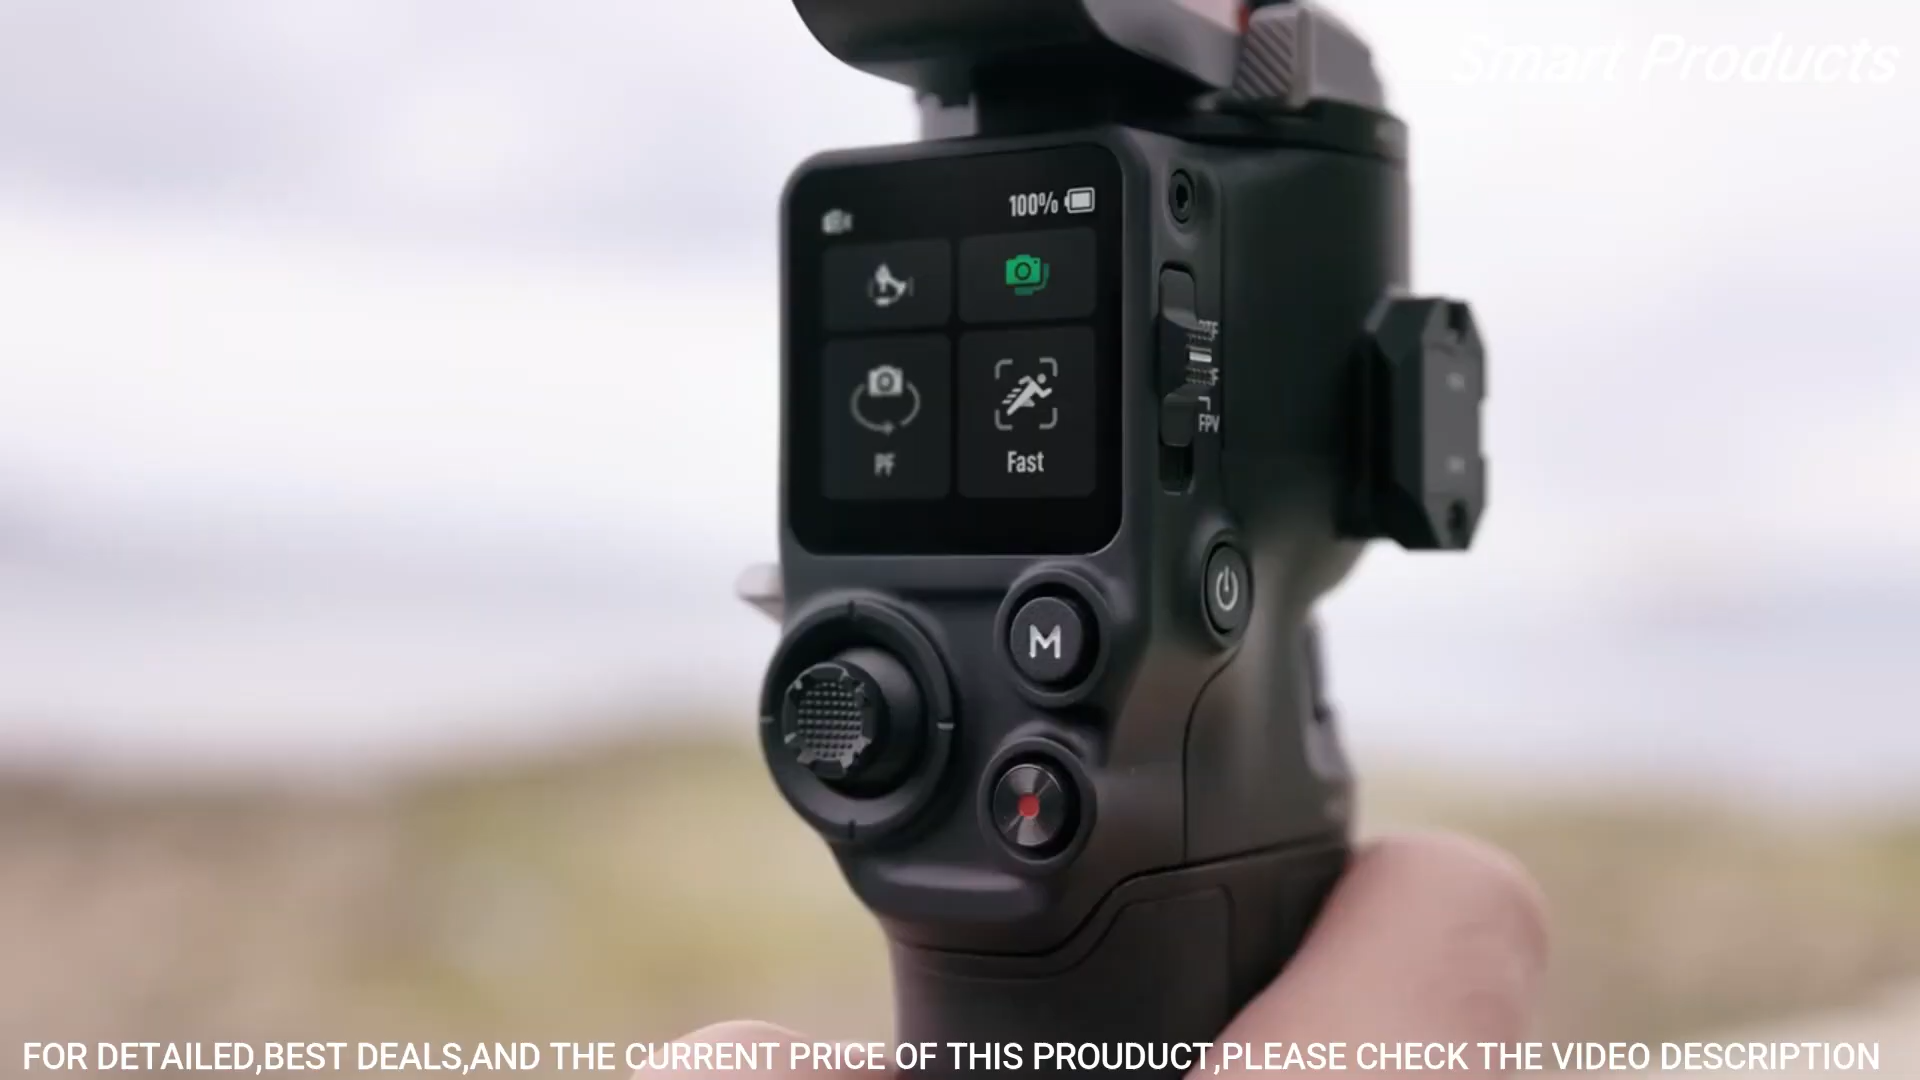 Smart Products
100%
PF
Fast
FPV
M
FOR DETAILED,BEST DEALS,AND THE CURRENT PRICE OF THIS PROUDUCT,PLEASE CHECK THE VIDEO DESCRIPTION